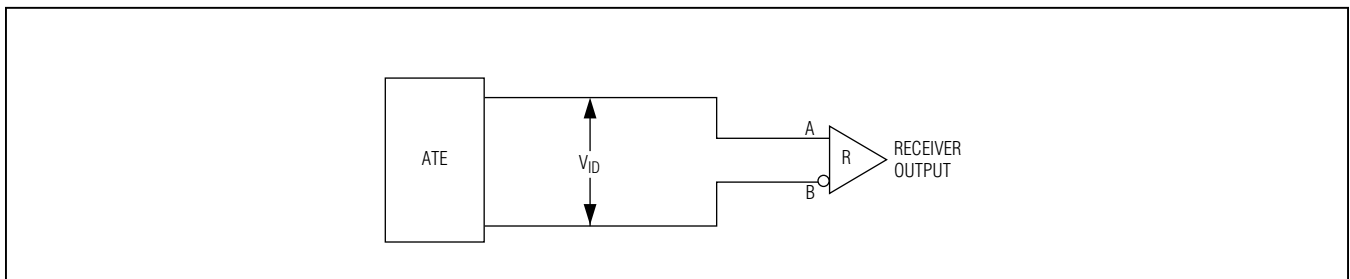 ATE
V_ID
A
B
R
RECEIVER
OUTPUT